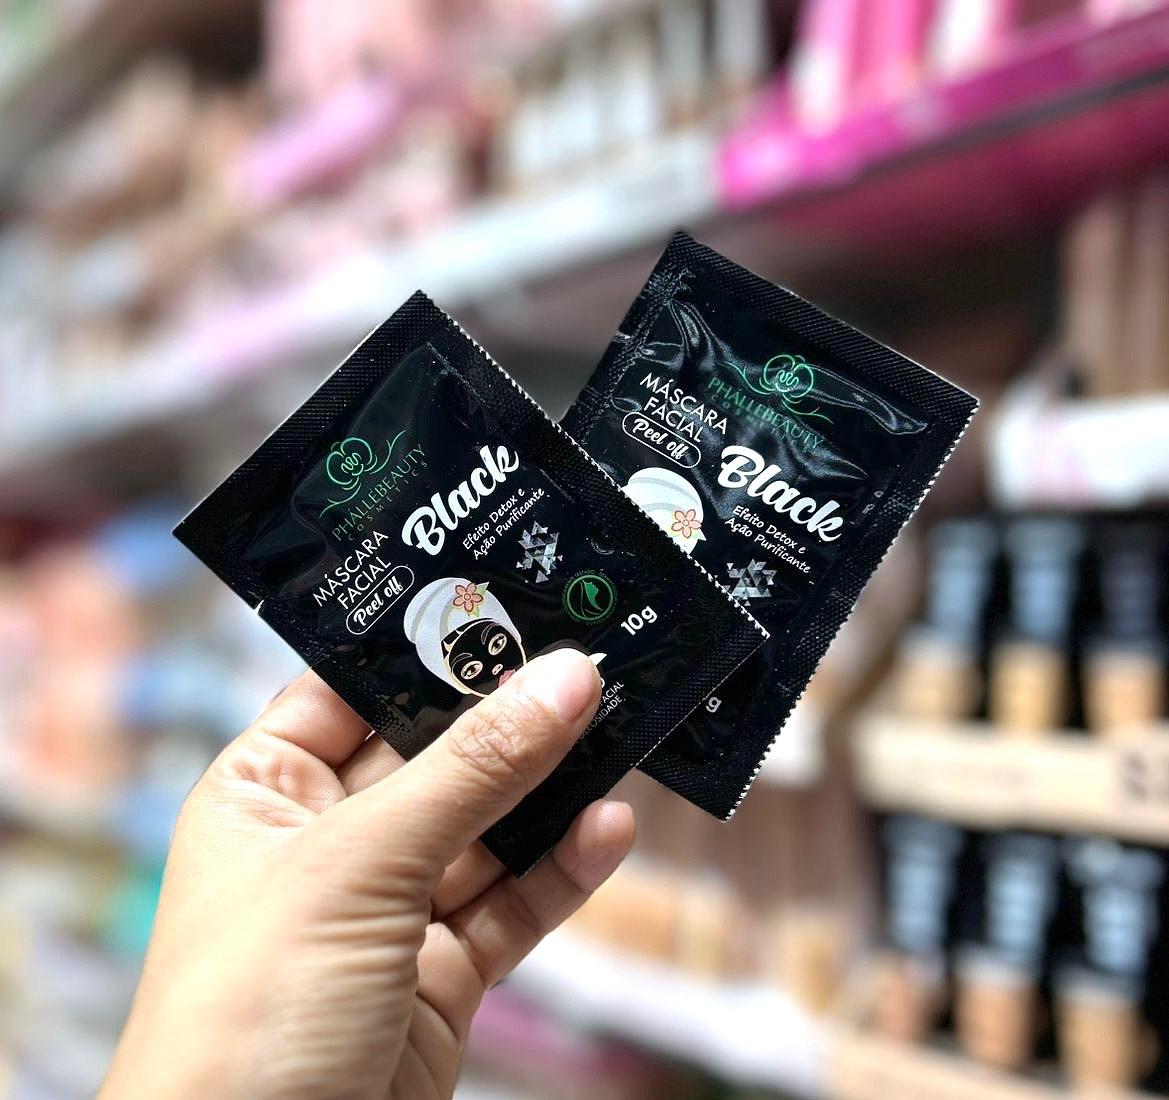 PHALLEBEAUTY
COSMETICS
MÁSCARA
FACIAL
Peel off
Black
Efeito Detox e
Ação Purificante
10g
FACIAL
PHALLEBEAUTY
COSMETICS
MÁSCARA
FACIAL
Peel off
Black
Efeito Detox e
Ação Purificante
g